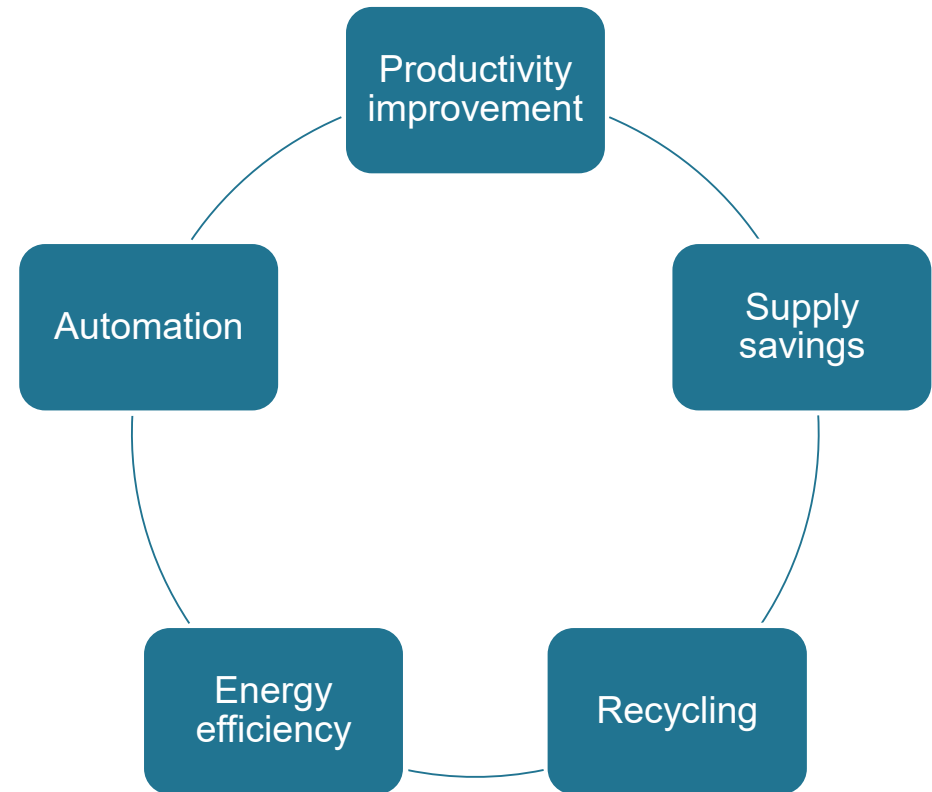 Productivity
improvement
Supply
savings
Recycling
Energy
efficiency
Automation